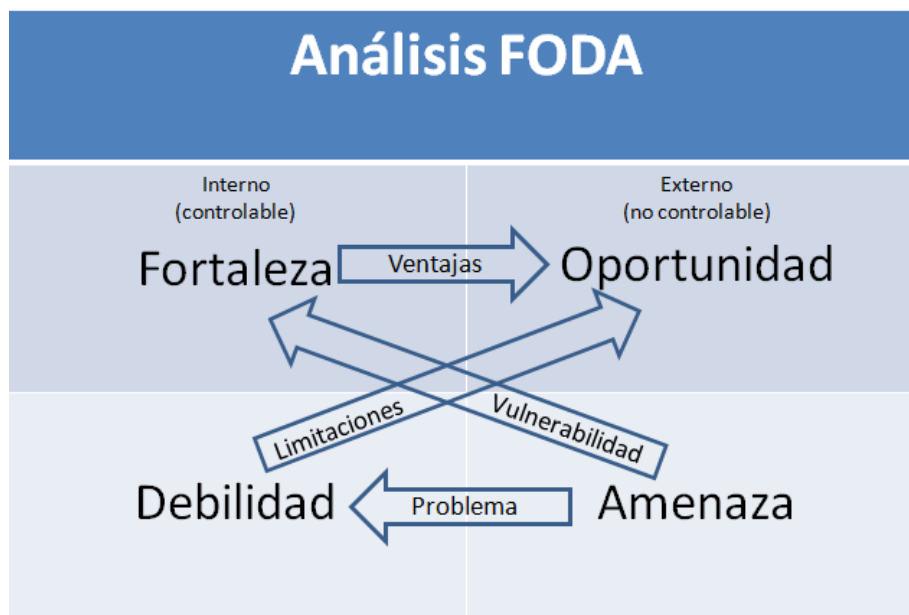 Análisis FODA
Interno
(controlable)
Externo
(no controlable)
Fortaleza
Ventajas
Oportunidad
Limitaciones
Vulnerabilidad
Debilidad
Problema
Amenaza